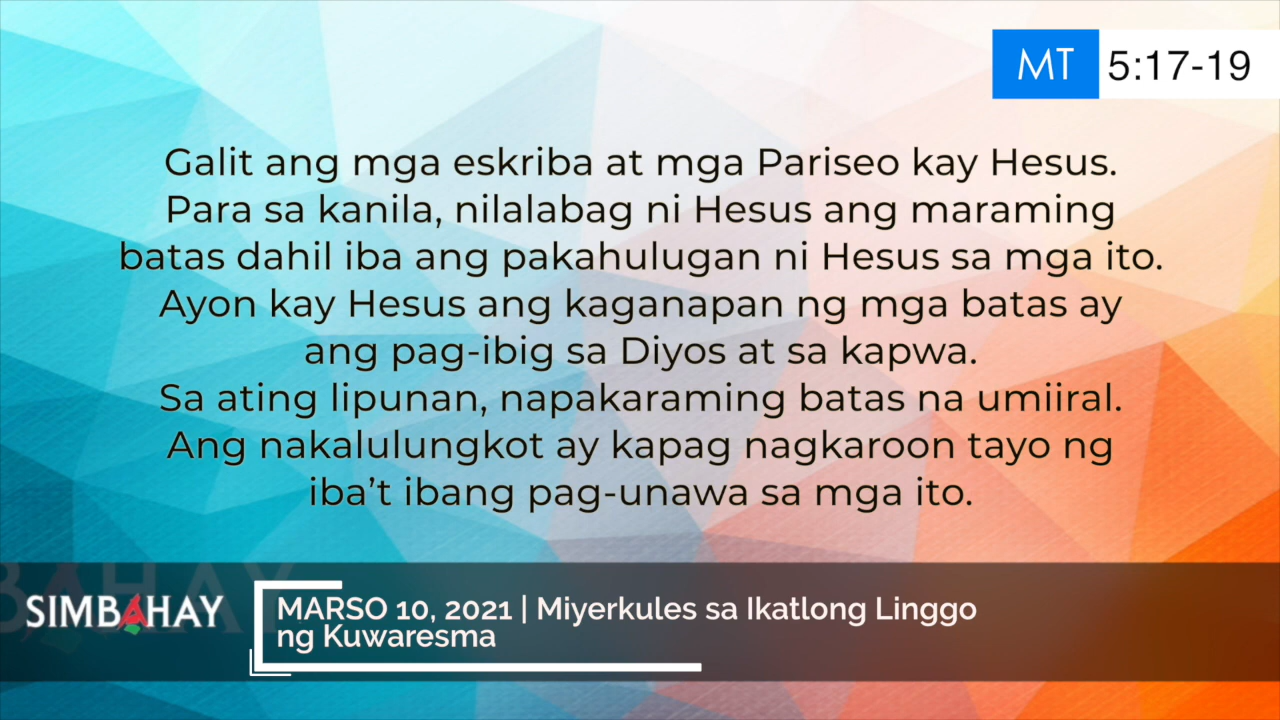 MT 5:17-19
Galit ang mga eskriba at mga Pariseo kay Hesus.
Para sa kanila, nilalabag ni Hesus ang maraming
batas dahil iba ang pakahulugan ni Hesus sa mga ito.
Ayon kay Hesus ang kaganapan ng mga batas ay
ang pag-ibig sa Diyos at sa kapwa.
Sa ating lipunan, napakaraming batas na umiiral.
Ang nakalulungkot ay kapag nagkaroon tayo ng
iba’t ibang pag-unawa sa mga ito.
SIMBAHAY
MARSO 10, 2021 | Miyerkules sa Ikatlong Linggo
ng Kuwaresma